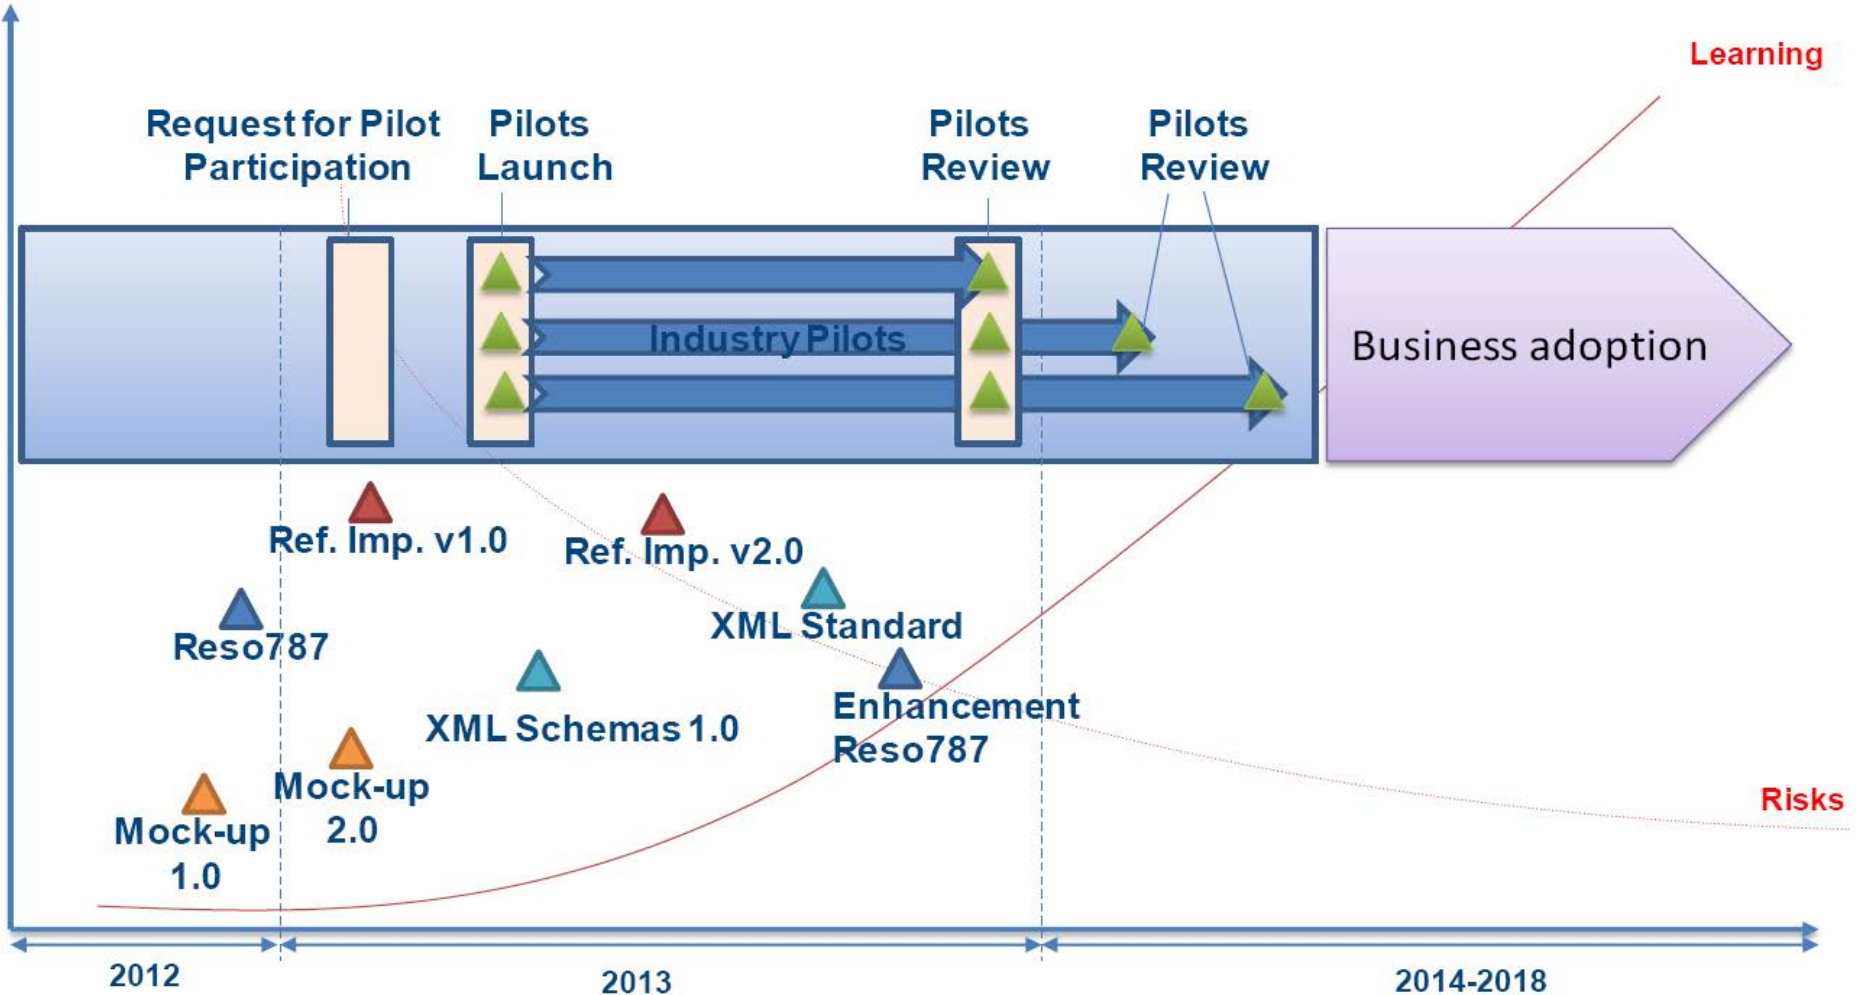 Learning
Request for Pilot
Participation
Pilots
Launch
Pilots
Review
Pilots
Review
Industry Pilots
Business adoption
Ref. Imp. v1.0
Ref. Imp. v2.0
Reso787
XML Standard
XML Schemas 1.0
Enhancement
Reso787
Mock-up
2.0
Mock-up
1.0
Risks
2012
2013
2014-2018